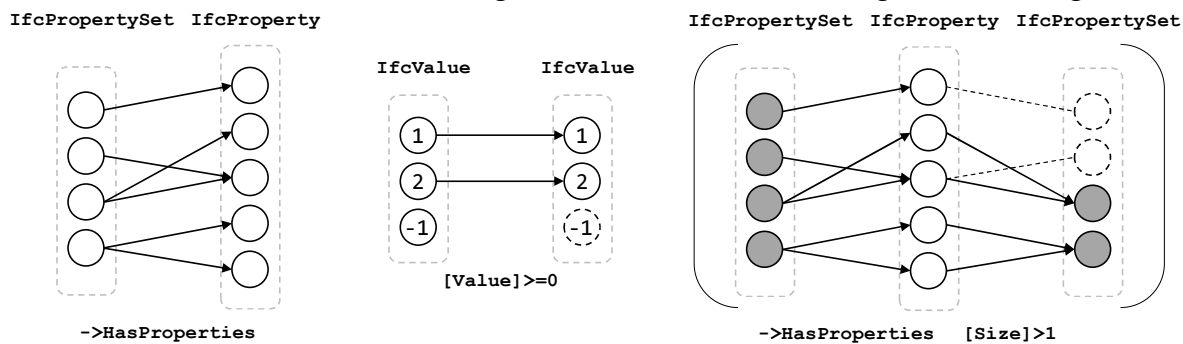 IfcPropertySet IfcProperty
1
2
-1
->HasProperties
IfcValue IfcValue
1
2
-1
[Value]>=0
IfcPropertySet IfcProperty IfcPropertySet
->HasProperties [Size]>1